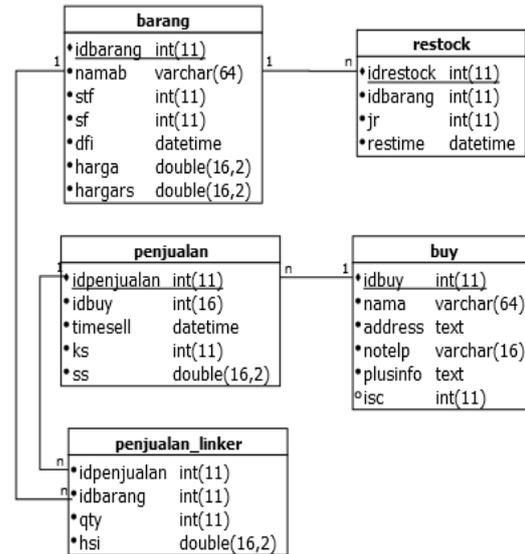 barang
idbarang int(11)
namab varchar(64)
stf int(11)
sf int(11)
dfi datetime
harga double(16,2)
hargars double(16,2)
1
1
n
restock
idrestock int(11)
idbarang int(11)
jr int(11)
restime datetime
penjualan
idpenjualan int(11)
idbuy int(16)
timesell datetime
ks int(11)
ss double(16,2)
1
n
1
buy
idbuy int(11)
nama varchar(64)
address text
notelp varchar(16)
plusinfo text
isc int(11)
penjualan_linker
idpenjualan int(11)
idbarang int(11)
qty int(11)
hsi double(16,2)
n
n